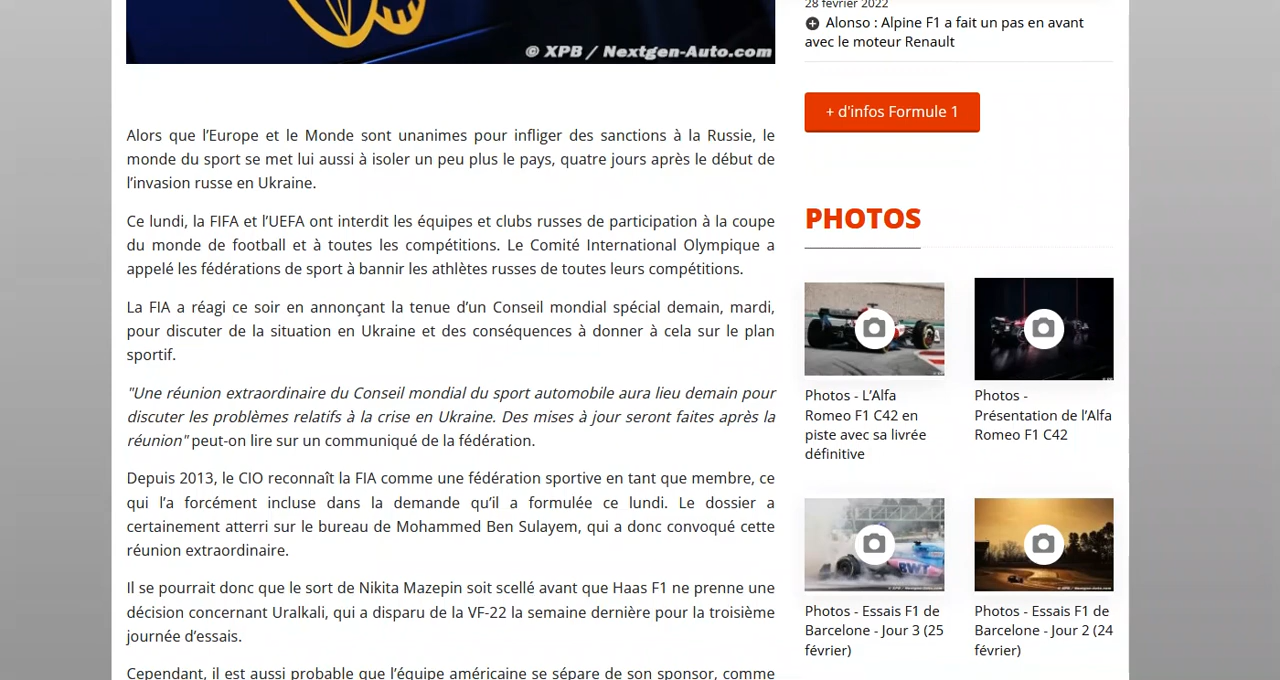 © XPB / Nextgen-Auto.com
Alors que l’Europe et le Monde sont unanimes pour infliger des sanctions à la Russie, le
monde du sport se met lui aussi à isoler un peu plus le pays, quatre jours après le début de
l’invasion russe en Ukraine.
Ce lundi, la FIFA et l’UEFA ont interdit les équipes et clubs russes de participation à la coupe
du monde de football et à toutes les compétitions. Le Comité International Olympique a
appelé les fédérations de sport à bannir les athlètes russes de toutes leurs compétitions.
La FIA a réagi ce soir en annonçant la tenue d’un Conseil mondial spécial demain, mardi,
pour discuter de la situation en Ukraine et des conséquences à donner à cela sur le plan
sportif.
"Une réunion extraordinaire du Conseil mondial du sport automobile aura lieu demain pour
discuter les problèmes relatifs à la crise en Ukraine. Des mises à jour seront faites après la
réunion" peut-on lire sur un communiqué de la fédération.
Depuis 2013, le CIO reconnaît la FIA comme une fédération sportive en tant que membre, ce
qui l’a forcément incluse dans la demande qu’il a formulée ce lundi. Le dossier a
certainement atterri sur le bureau de Mohammed Ben Sulayem, qui a donc convoqué cette
réunion extraordinaire.
Il se pourrait donc que le sort de Nikita Mazepin soit scellé avant que Haas F1 ne prenne une
décision concernant Uralkali, qui a disparu de la VF-22 la semaine dernière pour la troisième
journée d’essais.
Cependant, il est aussi probable que l’équipe américaine se sépare de son sponsor, comme
28 février 2022
Alonso : Alpine F1 a fait un pas en avant
avec le moteur Renault
+ d'infos Formule 1
PHOTOS
Photos - L’Alfa
Romeo F1 C42 en
piste avec sa livrée
définitive
Photos -
Présentation de l’Alfa
Romeo F1 C42
BWT
Photos - Essais F1 de
Barcelone - Jour 3 (25
février)
Photos - Essais F1 de
Barcelone - Jour 2 (24
février)